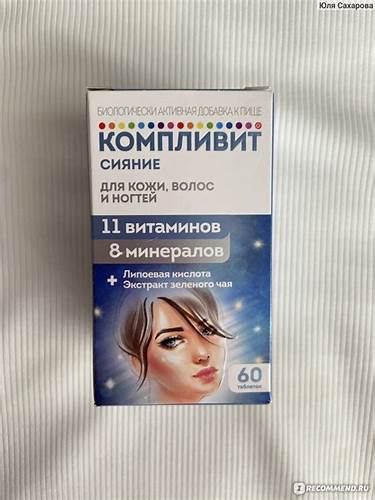 Юля Сахарова
БИОЛОГИЧЕСКИ АКТИВНАЯ ДОБАВКА К ПИЩЕ
КОМПЛИВИТ
СИЯНИЕ
ДЛЯ КОЖИ, ВОЛОС
И НОГТЕЙ
11 витаминов
8 минералов
+ Липоевая кислота
Экстракт зеленого чая
60
таблеток
IRECOMMEND.RU